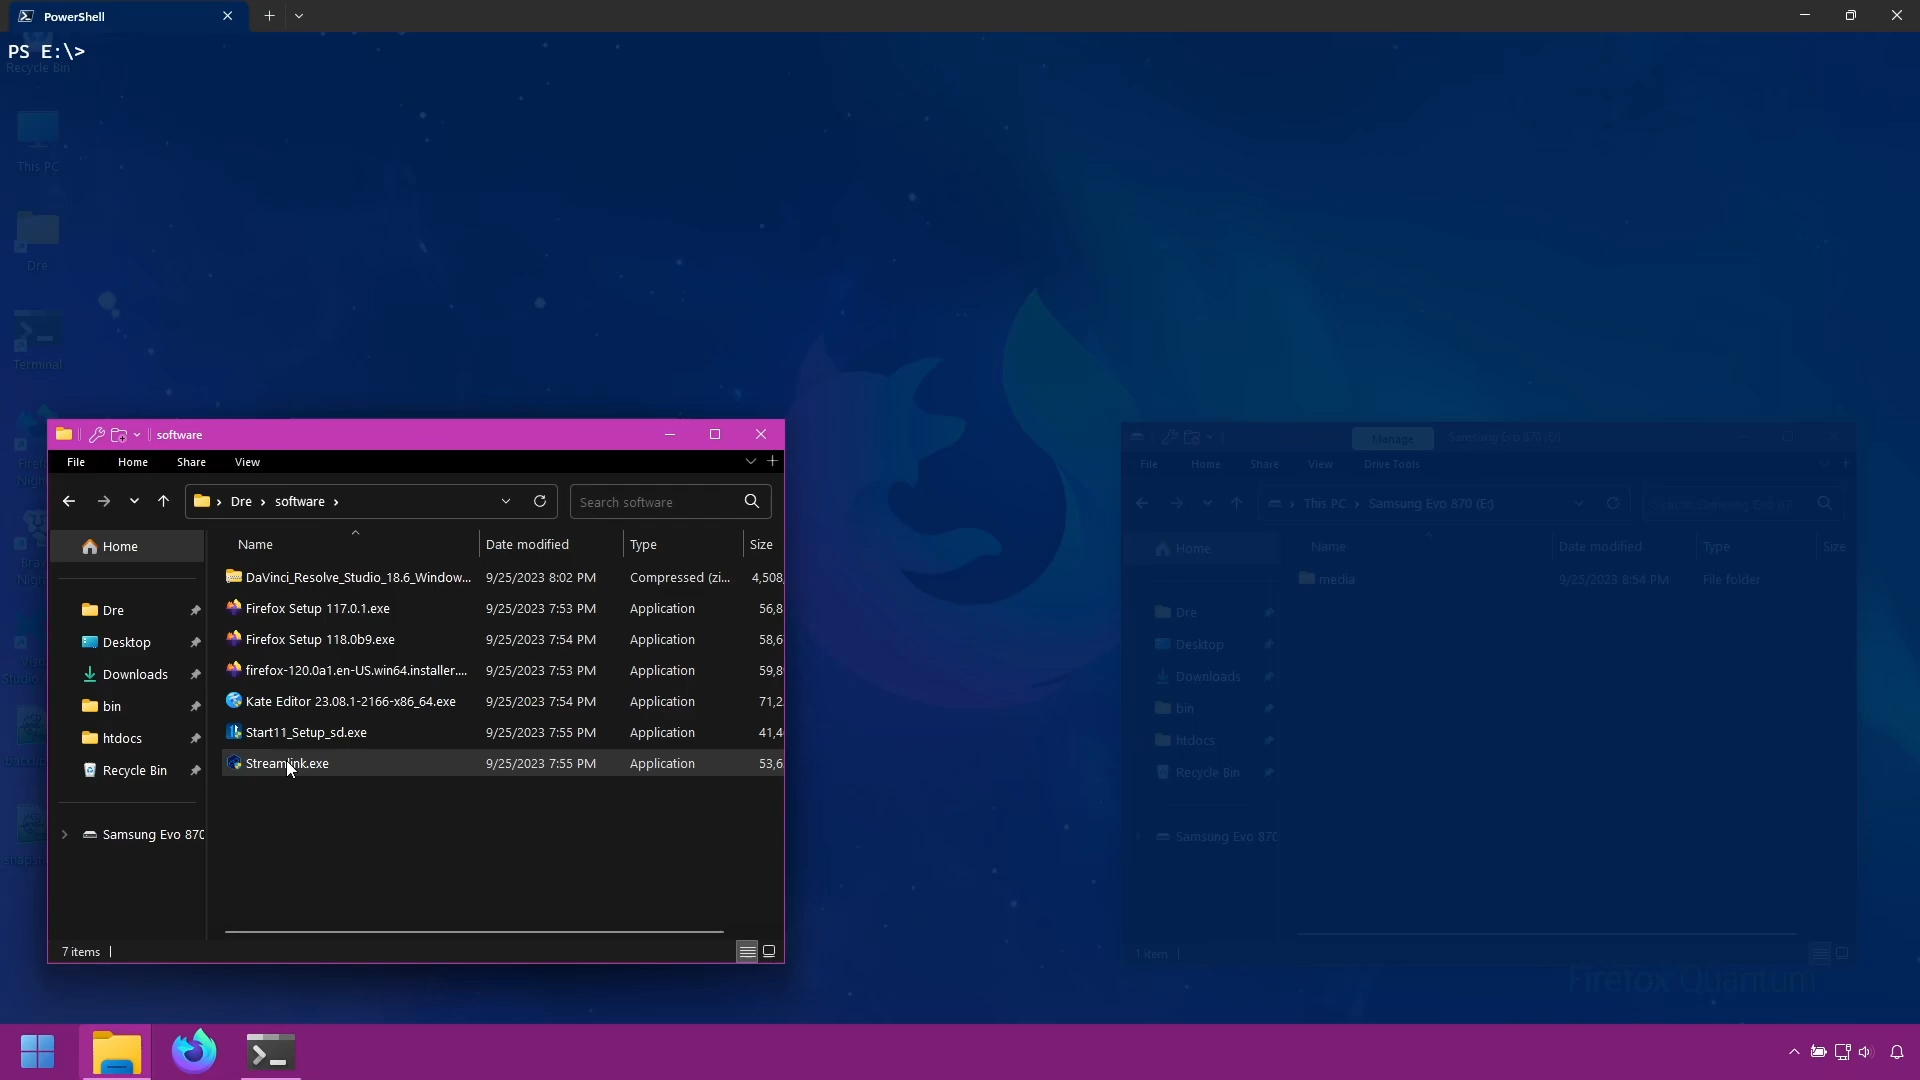 PowerShell
PS E:\>
Recycle Bin
This PC
Dre
Terminal
software
File Home Share View
Dre software
Search software
Name Date modified Type Size
DaVinci_Resolve_Studio_18.6_Window... 9/25/2023 8:02 PM Compressed (zi... 4,508,
Firefox Setup 117.0.1.exe 9/25/2023 7:53 PM Application 56,8
Firefox Setup 118.0b9.exe 9/25/2023 7:54 PM Application 58,6
firefox-120.0a1.en-US.win64.installer.... 9/25/2023 7:53 PM Application 59,8
Kate Editor 23.08.1-2166-x86_64.exe 9/25/2023 7:54 PM Application 71,2
Start11_Setup_sd.exe 9/25/2023 7:55 PM Application 41,4
Streamlink.exe 9/25/2023 7:55 PM Application 53,6
Home
Dre
Desktop
Downloads
bin
htdocs
Recycle Bin
Samsung Evo 870
7 items
Manage Samsung Evo 870 (E:)
File Home Share View Drive Tools
This PC Samsung Evo 870 (E:)
Name Date modified Type Size
media 9/25/2023 8:54 PM File folder
Home
Dre
Desktop
Downloads
bin
htdocs
Recycle Bin
Samsung Evo 870
1 item
Firefox Quantum